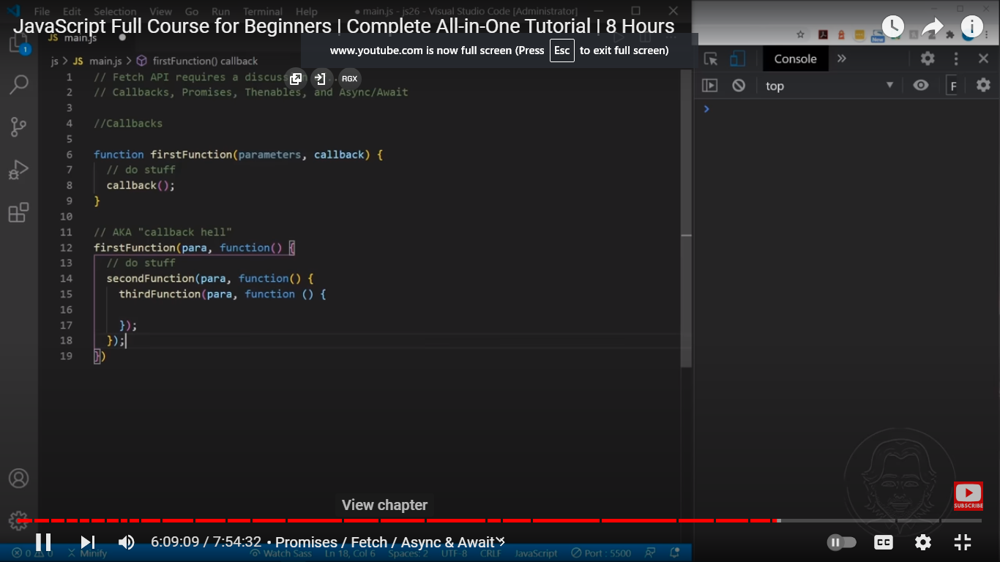 File Edit Selection View Go Run Terminal Help
● main.js - js26 - Visual Studio Code [Administrator]
JavaScript Full Course for Beginners | Complete All-in-One Tutorial | 8 Hours
JS main.js ●
www.youtube.com is now full screen (Press Esc to exit full screen)
1
js > JS main.js > firstFunction() callback
RGX
New
Console »
top
F
1 // Fetch API requires a discuss
2 // Callbacks, Promises, Thenables, and Async/Await
3
4 //Callbacks
5
6 function firstFunction(parameters, callback) {
7 // do stuff
8 callback();
9 }
10
11 // AKA "callback hell"
12 firstFunction(para, function() {
13 // do stuff
14 secondFunction(para, function() {
15 thirdFunction(para, function () {
16
17 });
18 });
19 })
View chapter
SUBSCRIBE
6:09:09 / 7:54:32 • Promises / Fetch / Async & Await
CC
0 0 Minify
Watch Sass Ln 18, Col 6 Spaces: 2 UTF-8 CRLF JavaScript Port : 5500